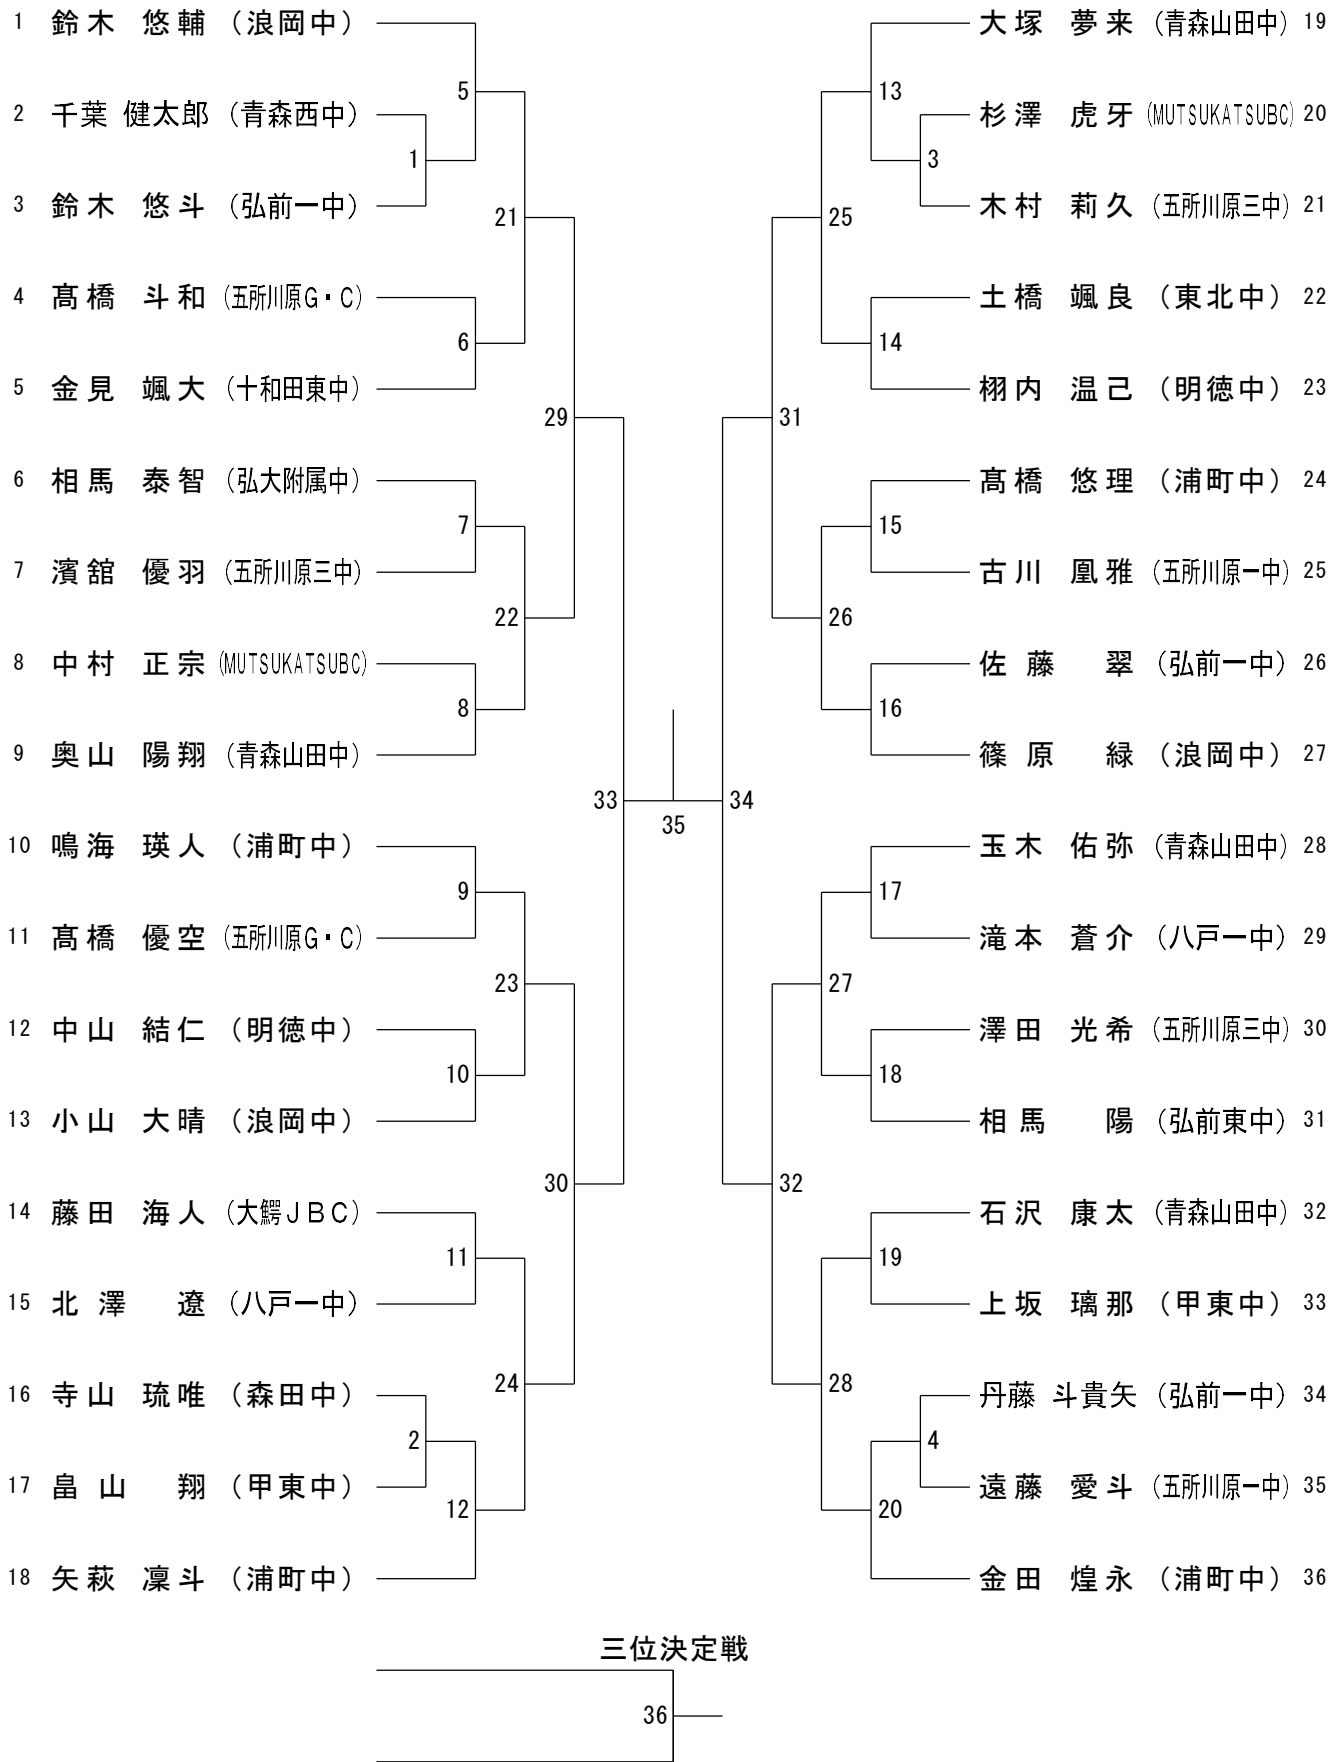 1 鈴木 悠輔 (浪岡中)
2 千葉 健太郎 (青森西中)
3 鈴木 悠斗 (弘前一中)
4 髙橋 斗和 (五所川原G・C)
5 金見 颯大 (十和田東中)
6 相馬 泰智 (弘大附属中)
7 濱舘 優羽 (五所川原三中)
8 中村 正宗 (MUTSUKATSUBC)
9 奥山 陽翔 (青森山田中)
10 鳴海 瑛人 (浦町中)
11 髙橋 優空 (五所川原G・C)
12 中山 結仁 (明徳中)
13 小山 大晴 (浪岡中)
14 藤田 海人 (大鰐JBC)
15 北澤 遼 (八戸一中)
16 寺山 琉唯 (森田中)
17 畠山 翔 (甲東中)
18 矢萩 凜斗 (浦町中)
1
2
5
6
7
8
9
10
11
12
21
22
23
24
29
30
33
35
34
31
32
25
26
27
28
13
14
15
16
17
18
19
20
3
4
大塚 夢来 (青森山田中) 19
杉澤 虎牙 (MUTSUKATSUBC) 20
木村 莉久 (五所川原三中) 21
土橋 颯良 (東北中) 22
栩内 温己 (明徳中) 23
髙橋 悠理 (浦町中) 24
古川 凰雅 (五所川原一中) 25
佐藤 翠 (弘前一中) 26
篠原 緑 (浪岡中) 27
玉木 佑弥 (青森山田中) 28
滝本 蒼介 (八戸一中) 29
澤田 光希 (五所川原三中) 30
相馬 陽 (弘前東中) 31
石沢 康太 (青森山田中) 32
上坂 璃那 (甲東中) 33
丹藤 斗貴矢 (弘前一中) 34
遠藤 愛斗 (五所川原一中) 35
金田 煌永 (浦町中) 36
三位決定戦
36